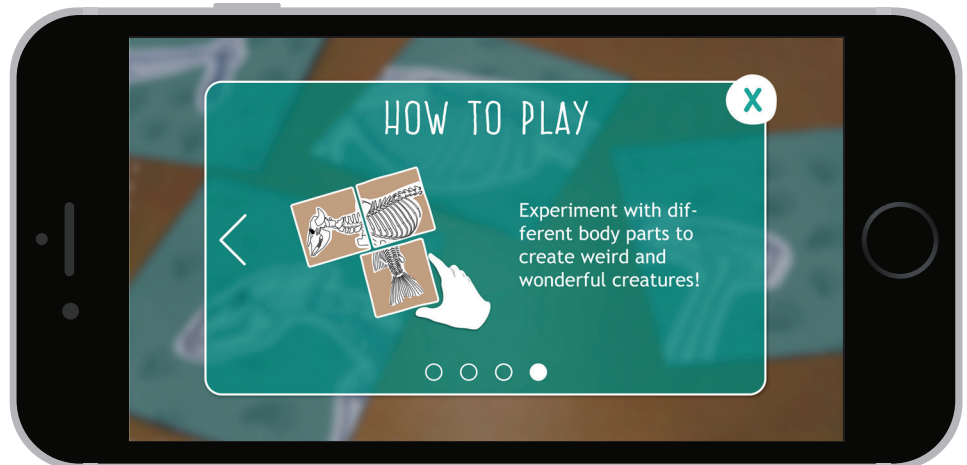 HOW TO PLAY
X
Experiment with dif-
ferent body parts to
create weird and
wonderful creatures!